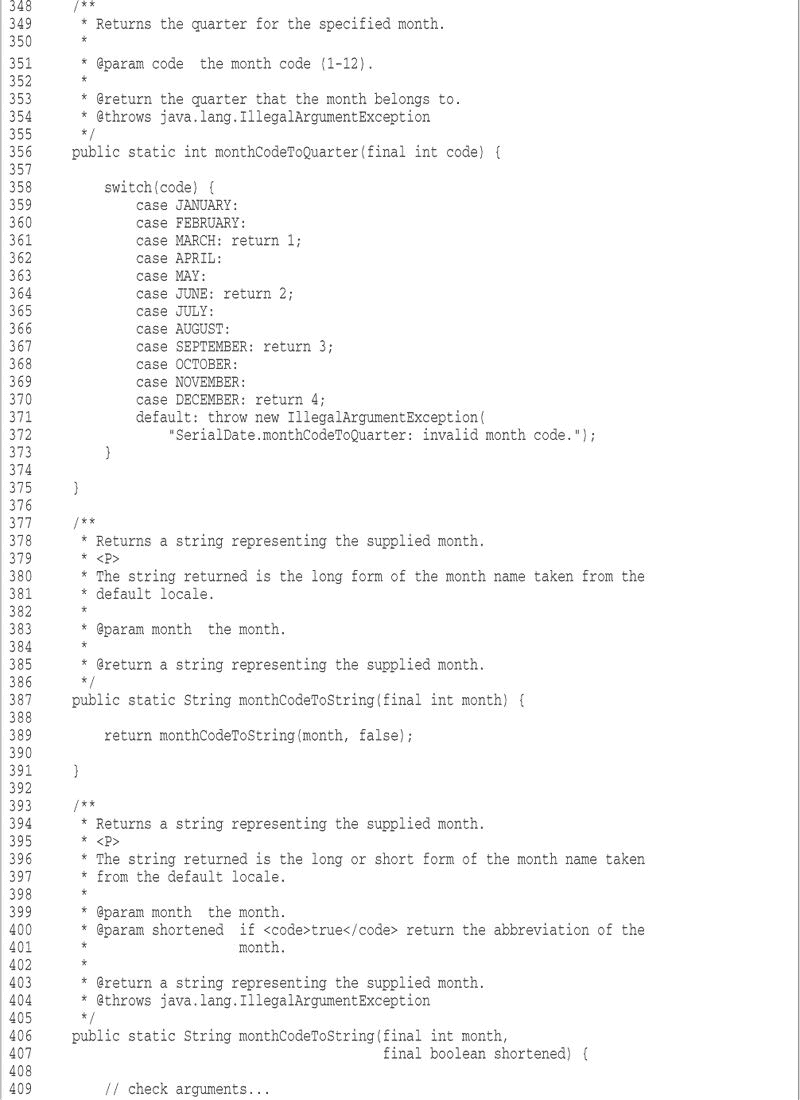 348     /**
349      * Returns the quarter for the specified month.
350      *
351      * @param code  the month code (1-12).
352      *
353      * @return the quarter that the month belongs to.
354      * @throws java.lang.IllegalArgumentException
355      */
356     public static int monthCodeToQuarter(final int code) {
357
358         switch(code) {
359             case JANUARY:
360             case FEBRUARY:
361             case MARCH: return 1;
362             case APRIL:
363             case MAY:
364             case JUNE: return 2;
365             case JULY:
366             case AUGUST:
367             case SEPTEMBER: return 3;
368             case OCTOBER:
369             case NOVEMBER:
370             case DECEMBER: return 4;
371             default: throw new IllegalArgumentException(
372                 "SerialDate.monthCodeToQuarter: invalid month code.");
373         }
374
375     }
376
377     /**
378      * Returns a string representing the supplied month.
379      * <P>
380      * The string returned is the long form of the month name taken from the
381      * default locale.
382      *
383      * @param month  the month.
384      *
385      * @return a string representing the supplied month.
386      */
387     public static String monthCodeToString(final int month) {
388
389         return monthCodeToString(month, false);
390
391     }
392
393     /**
394      * Returns a string representing the supplied month.
395      * <P>
396      * The string returned is the long or short form of the month name taken
397      * from the default locale.
398      *
399      * @param month  the month.
400      * @param shortened  if <code>true</code> return the abbreviation of the
401      *                   month.
402      *
403      * @return a string representing the supplied month.
404      * @throws java.lang.IllegalArgumentException
405      */
406     public static String monthCodeToString(final int month,
407                                            final boolean shortened) {
408
409         // check arguments...